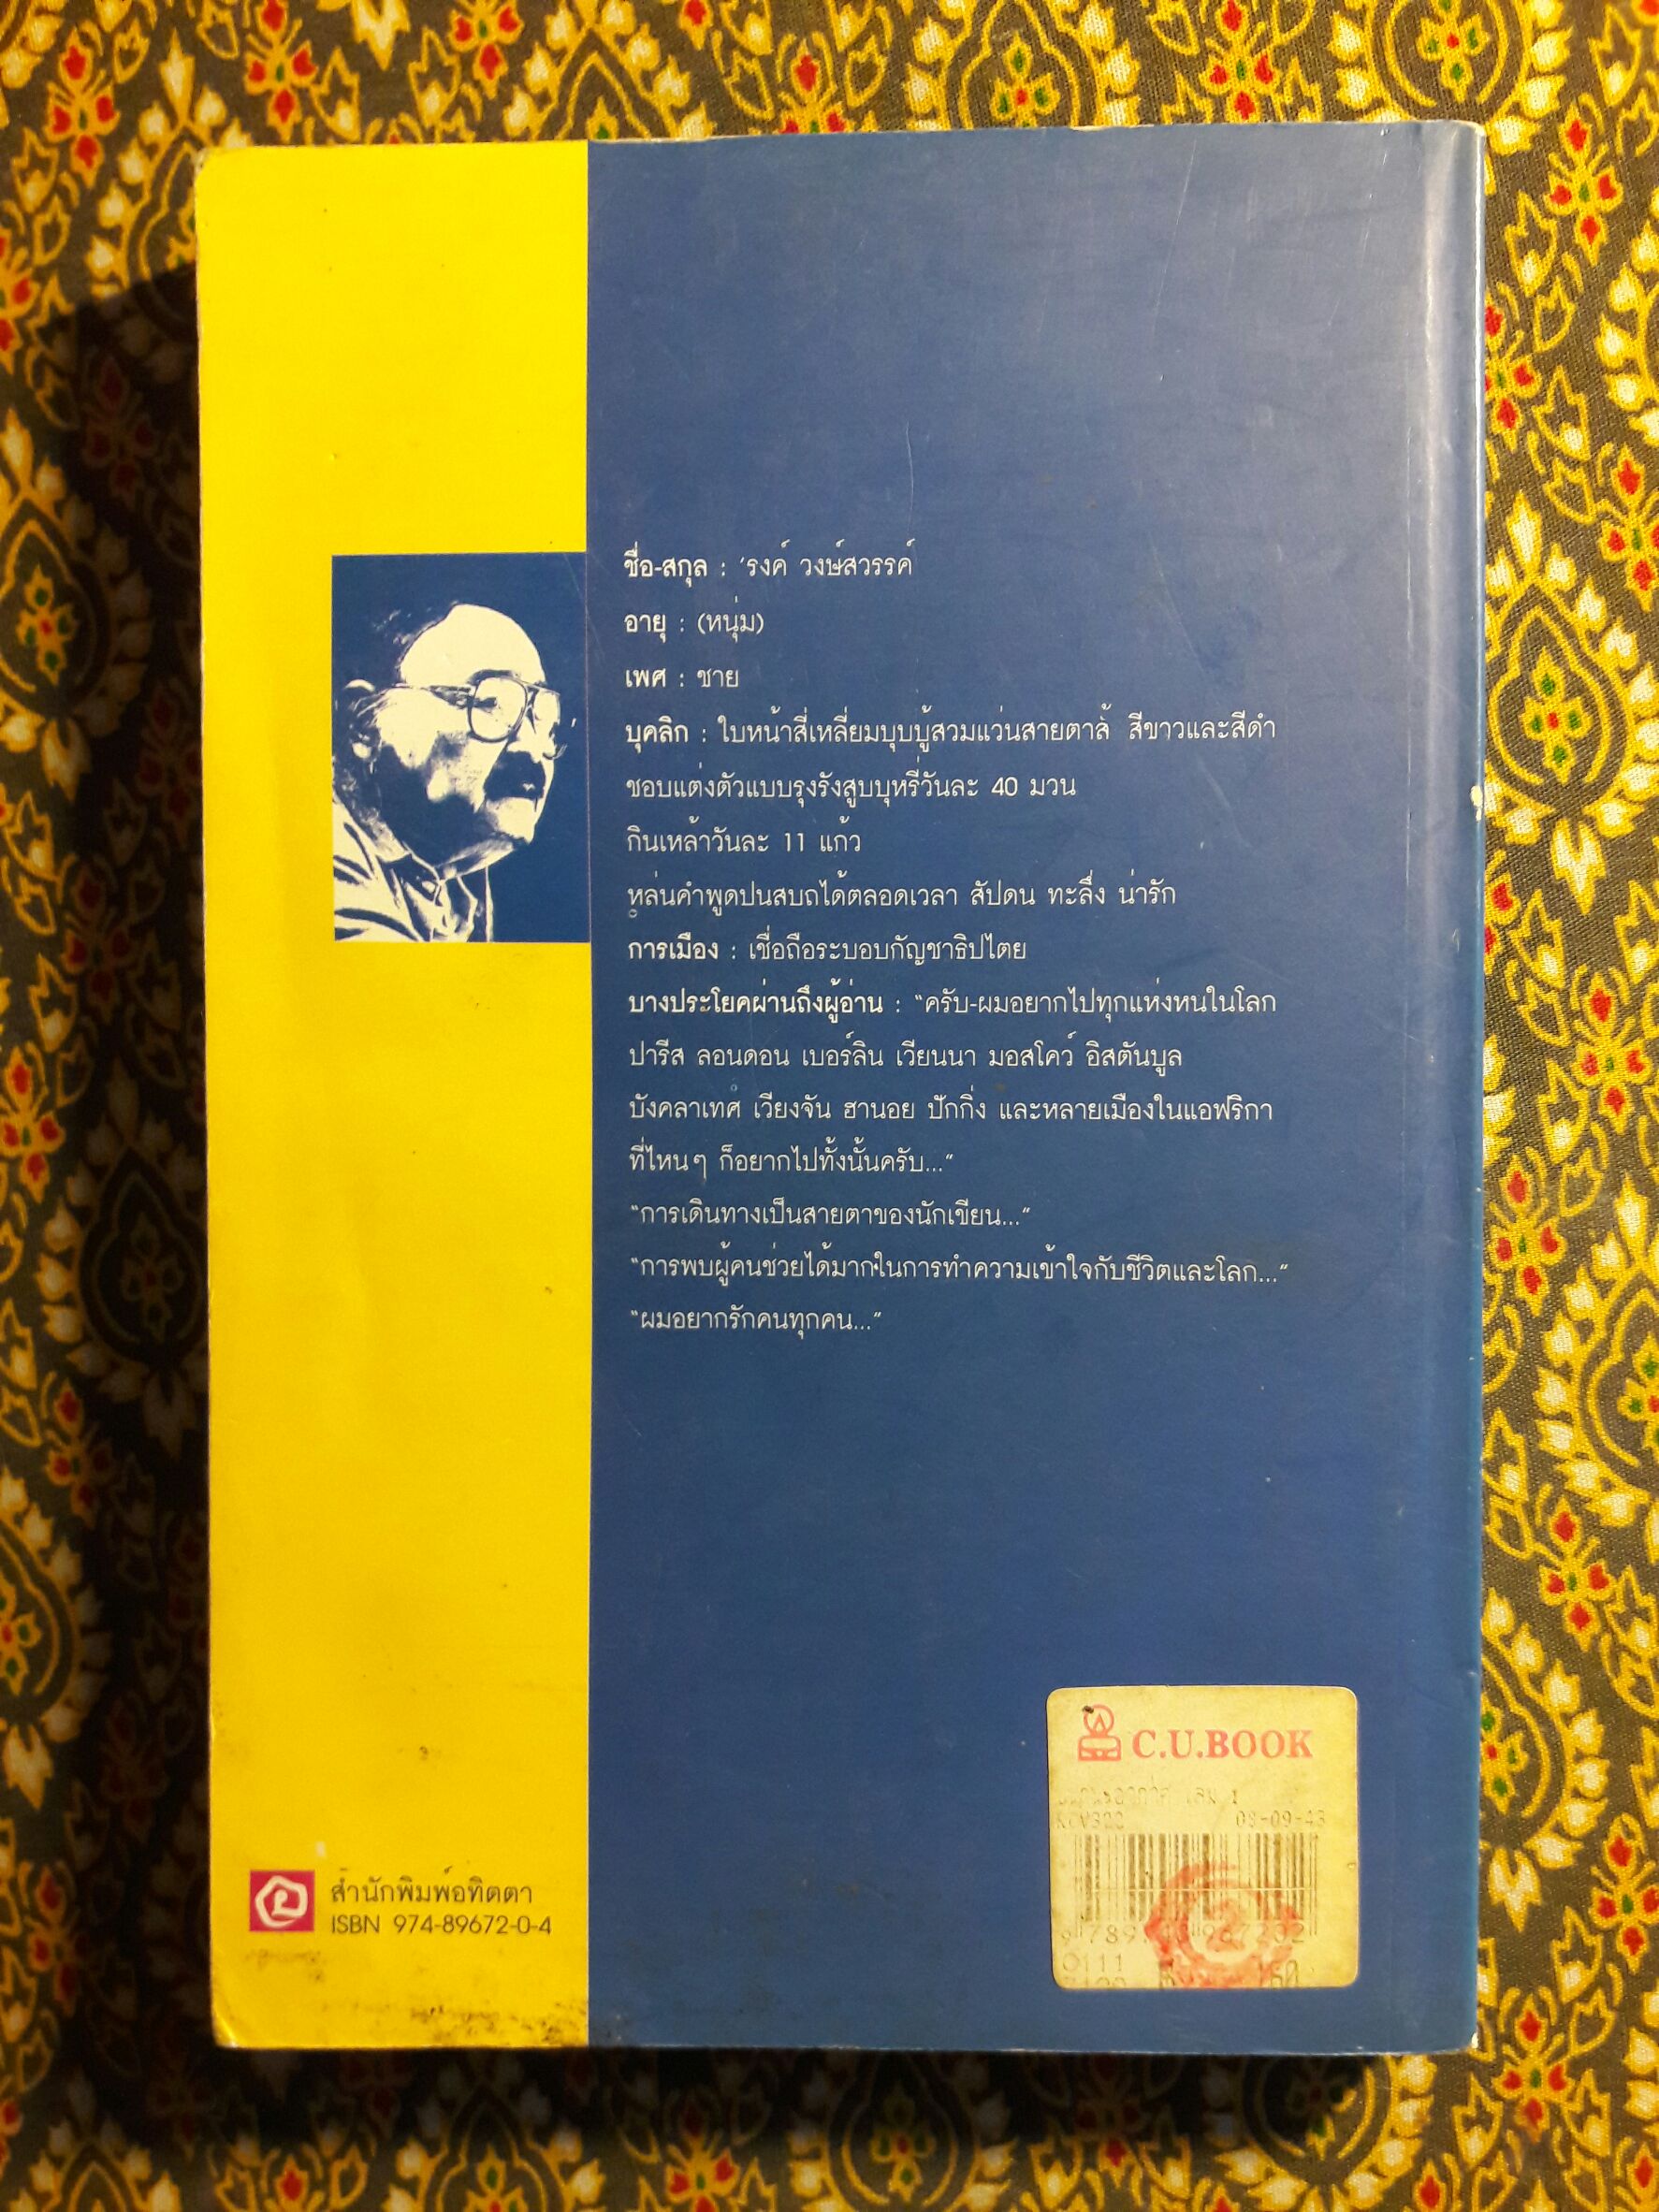 ชื่อ-สกุล : 'รงค์ วงษ์สวรรค์
อายุ : (หนุ่ม)
เพศ : ชาย
บุคลิก : ใบหน้าสี่เหลี่ยมบุบบู้สวมแว่นสายตาล้ำ สีขาวและสีดำ
ชอบแต่งตัวแบบรุงรังสูบบุหรี่วันละ 40 มวน
กินเหล้าวันละ 11 แก้ว
หล่นคำพูดปนสบถได้ตลอดเวลา สัปดน ทะลึ่ง น่ารัก
การเมือง : เชื่อถือระบอบกัญชาธิปไตย
บางประโยคผ่านถึงผู้อ่าน : "ครับ-ผมอยากไปทุกแห่งหนในโลก
ปารีส ลอนดอน เบอร์ลิน เวียนนา มอสโคว์ อิสตันบูล
บังคลาเทศ เวียงจัน ฮานอย ปักกิ่ง และหลายเมืองในแอฟริกา
ที่ไหนๆ ก็อยากไปทั้งนั้นครับ..."
"การเดินทางเป็นสายตาของนักเขียน..."
"การพบผู้คนช่วยได้มากในการทำความเข้าใจกับชีวิตและโลก..."
"ผมอยากรักคนทุกคน..."
C.U.BOOK
เล่ม 1
08-09-43
0111
สำนักพิมพ์อทิตตา
ISBN 974-89672-0-4